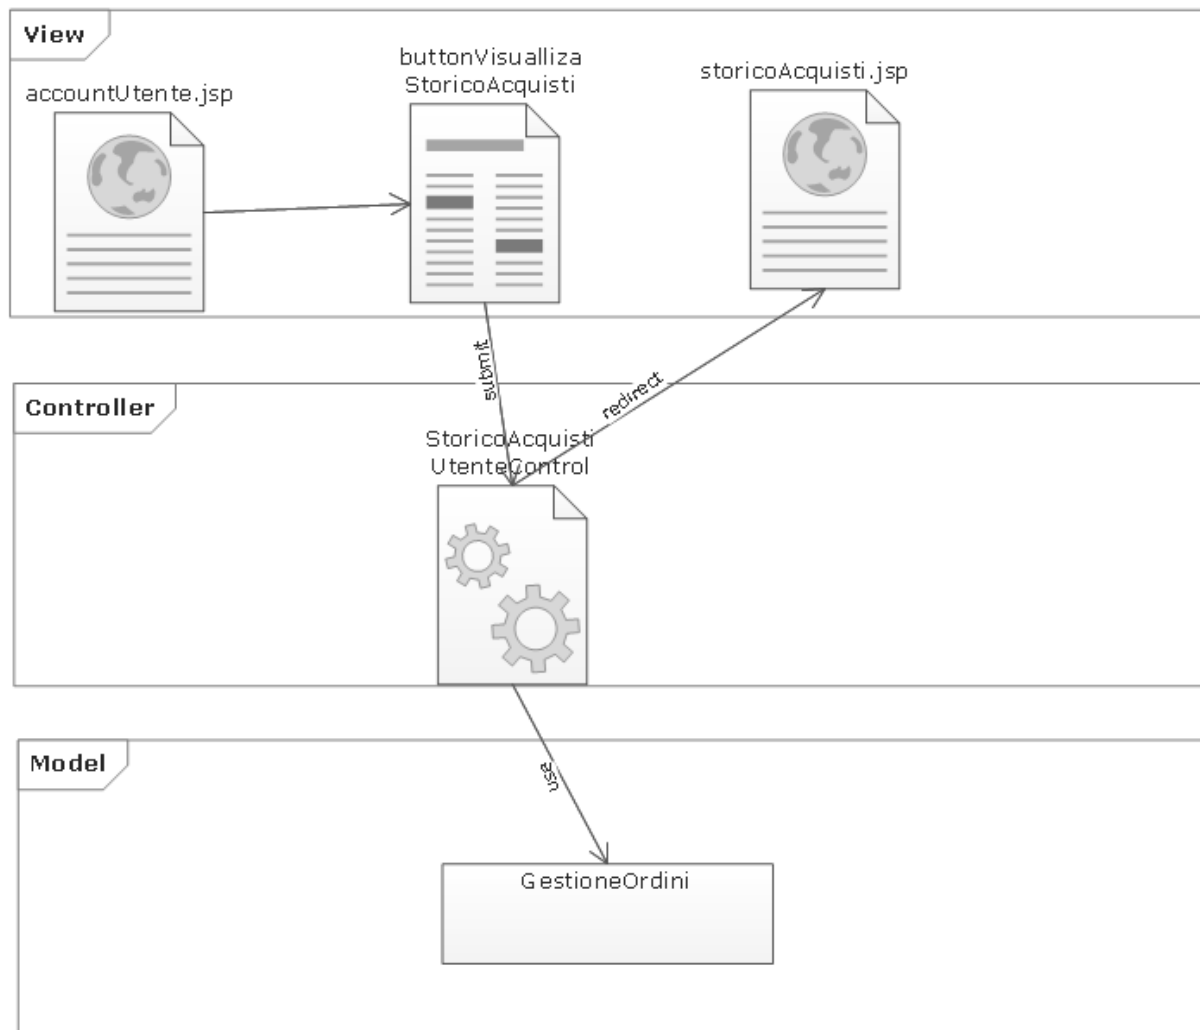 View
buttonVisualliza
StoricoAcquisti
storicoAcquisti.jsp
accountUtente.jsp
submit
redirect
Controller
StoricoAcquisti
UtenteControl
Model
use
GestioneOrdini